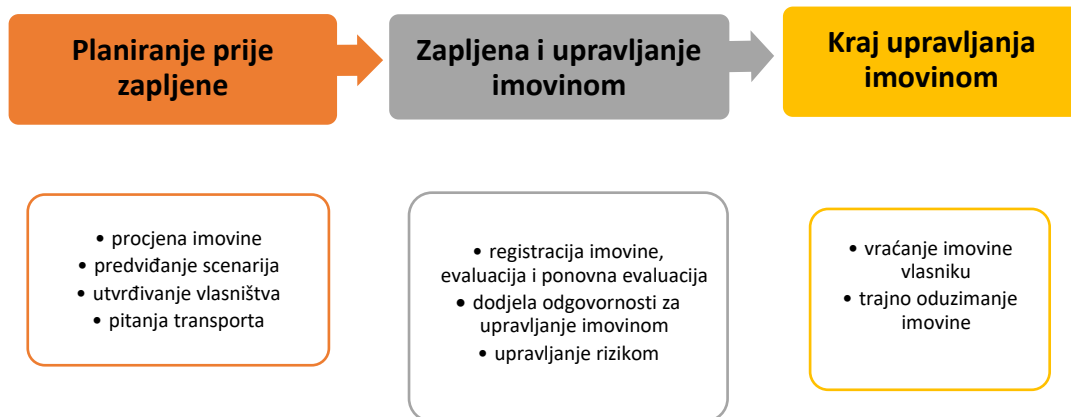 Planiranje prije
zapljene
Zapljena i upravljanje
imovinom
Kraj upravljanja
imovinom
• procjena imovine
• predviđanje scenarija
• utvrđivanje vlasništva
• pitanja transporta
• registracija imovine,
evaluacija i ponovna evaluacija
• dodjela odgovornosti za
upravljanje imovinom
• upravljanje rizikom
• vraćanje imovine
vlasniku
• trajno oduzimanje
imovine